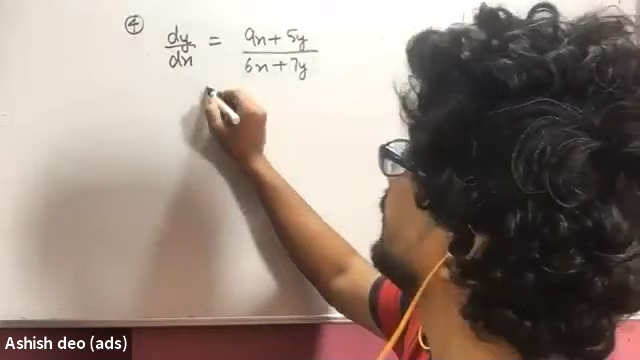 ④ dy/dx = 9x+5y/6x+7y
Ashish deo (ads)